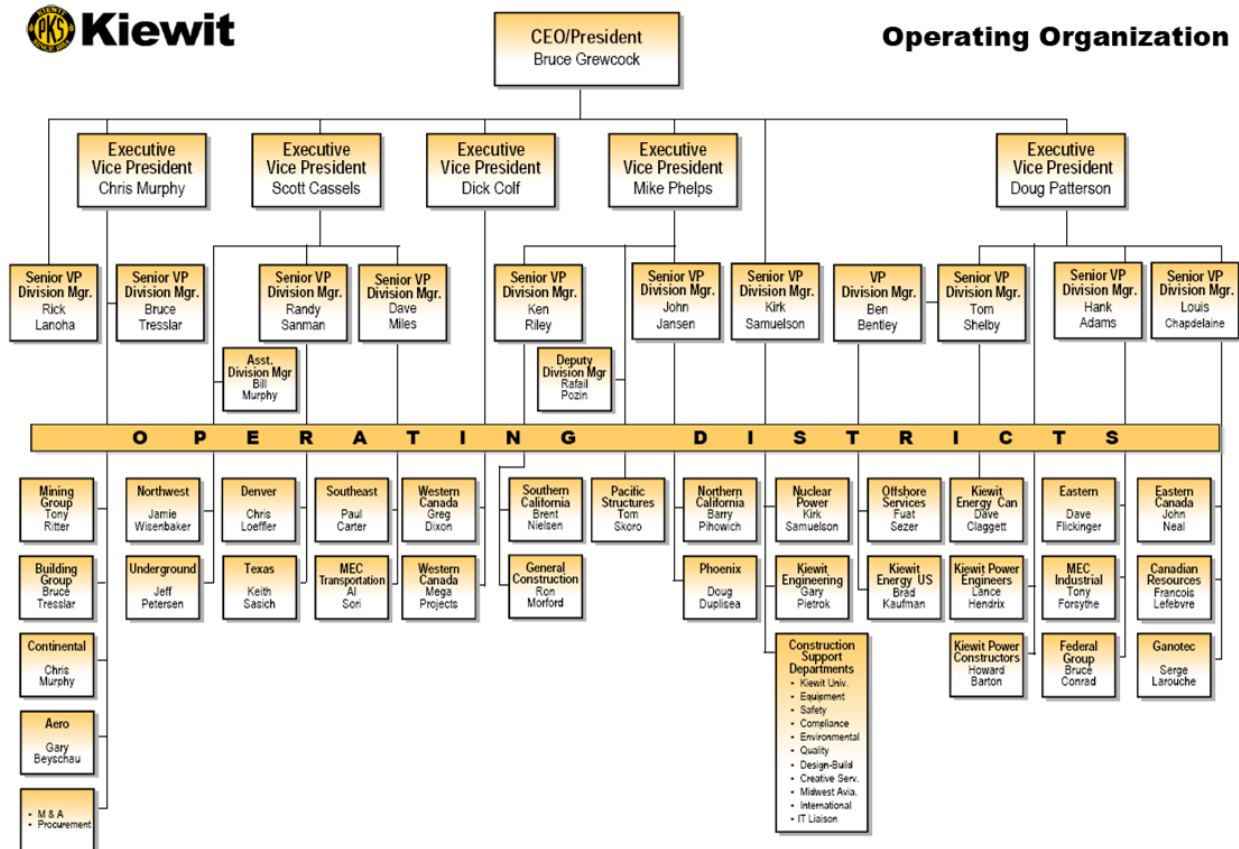 KIEWIT
PKS
SINCE 1884
Kiewit
Operating Organization
CEO/President
Bruce Grewcock
Executive
Vice President
Chris Murphy
Executive
Vice President
Scott Cassels
Executive
Vice President
Dick Colf
Executive
Vice President
Mike Phelps
Executive
Vice President
Doug Patterson
Senior VP
Division Mgr.
Rick
Lanoha
Senior VP
Division Mgr.
Bruce
Tresslar
Senior VP
Division Mgr.
Randy
Sanman
Senior VP
Division Mgr.
Dave
Miles
Senior VP
Division Mgr.
Ken
Riley
Senior VP
Division Mgr.
John
Jansen
Senior VP
Division Mgr.
Kirk
Samuelson
VP
Division Mgr.
Ben
Bentley
Senior VP
Division Mgr.
Tom
Shelby
Senior VP
Division Mgr.
Hank
Adams
Senior VP
Division Mgr.
Louis
Chapdelaine
Asst.
Division Mgr
Bill
Murphy
Deputy
Division Mgr
Rafail
Pozin
OPERATING DISTRICTS
Mining
Group
Tony
Ritter
Northwest
Jamie
Wisenbaker
Denver
Chris
Loeffler
Southeast
Paul
Carter
Western
Canada
Greg
Dixon
Southern
California
Brent
Nielsen
Pacific
Structures
Tom
Skoro
Northern
California
Barry
Pihowich
Nuclear
Power
Kirk
Samuelson
Offshore
Services
Fuat
Sezer
Kiewit
Energy Can
Dave
Claggett
Eastern
Dave
Flickinger
Eastern
Canada
John
Neal
Building
Group
Bruce
Tresslar
Underground
Jeff
Petersen
Texas
Keith
Sasich
MEC
Transportation
Al
Sori
Western
Canada
Mega
Projects
General
Construction
Ron
Morford
Phoenix
Doug
Duplisea
Kiewit
Engineering
Gary
Pietrok
Kiewit
Energy US
Brad
Kaufman
Kiewit Power
Engineers
Lance
Hendrix
MEC
Industrial
Tony
Forsythe
Canadian
Resources
Francois
Lefebvre
Continental
Chris
Murphy
Construction
Support
Departments
• Kiewit Univ.
• Equipment
• Safety
• Compliance
• Environmental
• Quality
• Design-Build
• Creative Serv.
• Midwest Avia.
• International
• IT Liaison
Kiewit Power
Constructors
Howard
Barton
Federal
Group
Bruce
Conrad
Ganotec
Serge
Larouche
Aero
Gary
Beyschau
• M & A
• Procurement